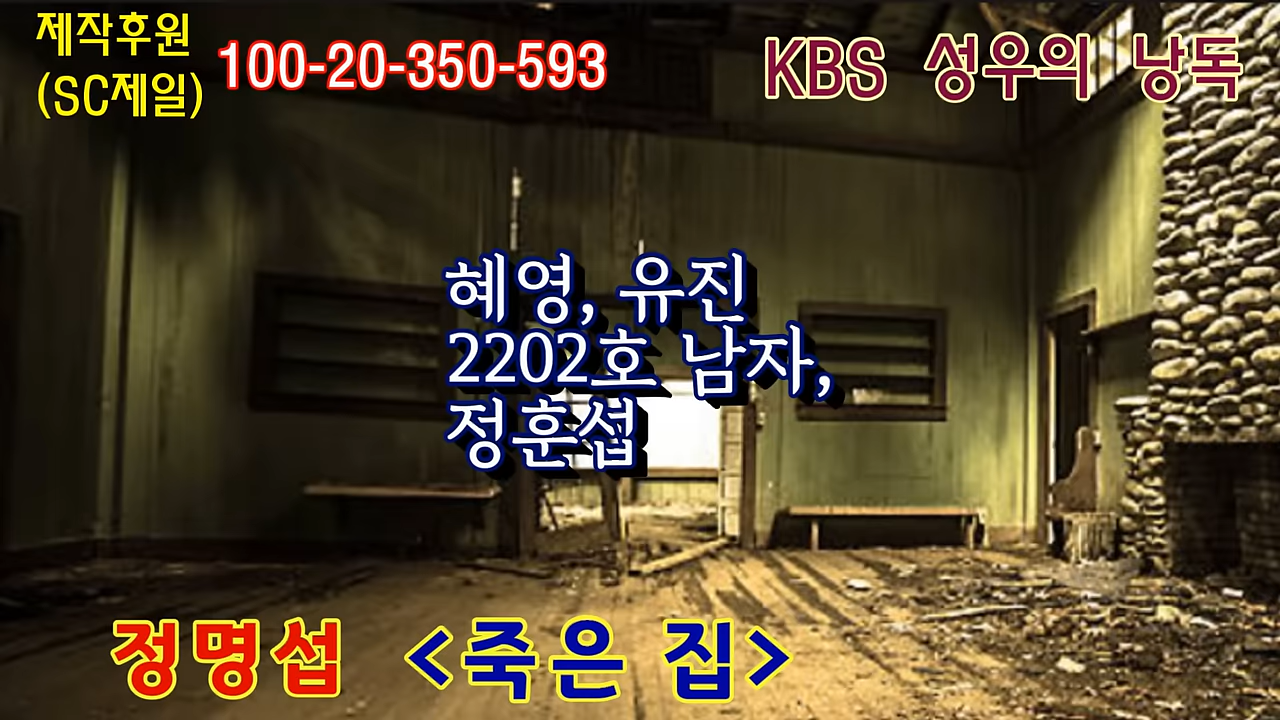 제작후원
(SC제일)
100-20-350-593
KBS 성우의 낭독
혜영, 유진
2202호 남자,
정훈섭
정명섭 <죽은 집>